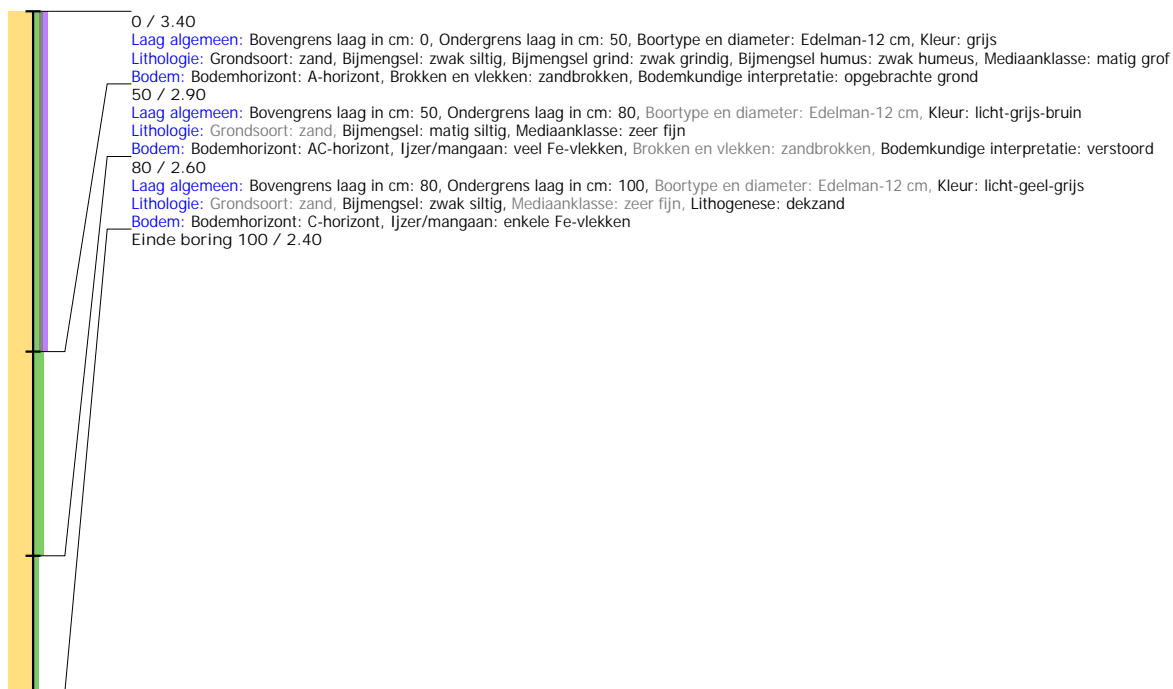 0 / 3.40
Laag algemeen: Bovengrens laag in cm: 0, Ondergrens laag in cm: 50, Boortype en diameter: Edelman-12 cm, Kleur: grijs
Lithologie: Grondsoort: zand, Bijmengsel: zwak siltig, Bijmengsel grind: zwak grindig, Bijmengsel humus: zwak humeus, Mediaanklasse: matig grof
Bodem: Bodemhorizont: A-horizont, Brokken en vlekken: zandbrokken, Bodemkundige interpretatie: opgebrachte grond
50 / 2.90
Laag algemeen: Bovengrens laag in cm: 50, Ondergrens laag in cm: 80, Boortype en diameter: Edelman-12 cm, Kleur: licht-grijs-bruin
Lithologie: Grondsoort: zand, Bijmengsel: matig siltig, Mediaanklasse: zeer fijn
Bodem: Bodemhorizont: AC-horizont, Ijzer/mangaan: veel Fe-vlekken, Brokken en vlekken: zandbrokken, Bodemkundige interpretatie: verstoord
80 / 2.60
Laag algemeen: Bovengrens laag in cm: 80, Ondergrens laag in cm: 100, Boortype en diameter: Edelman-12 cm, Kleur: licht-geel-grijs
Lithologie: Grondsoort: zand, Bijmengsel: zwak siltig, Mediaanklasse: zeer fijn, Lithogenese: dekzand
Bodem: Bodemhorizont: C-horizont, Ijzer/mangaan: enkele Fe-vlekken
Einde boring 100 / 2.40